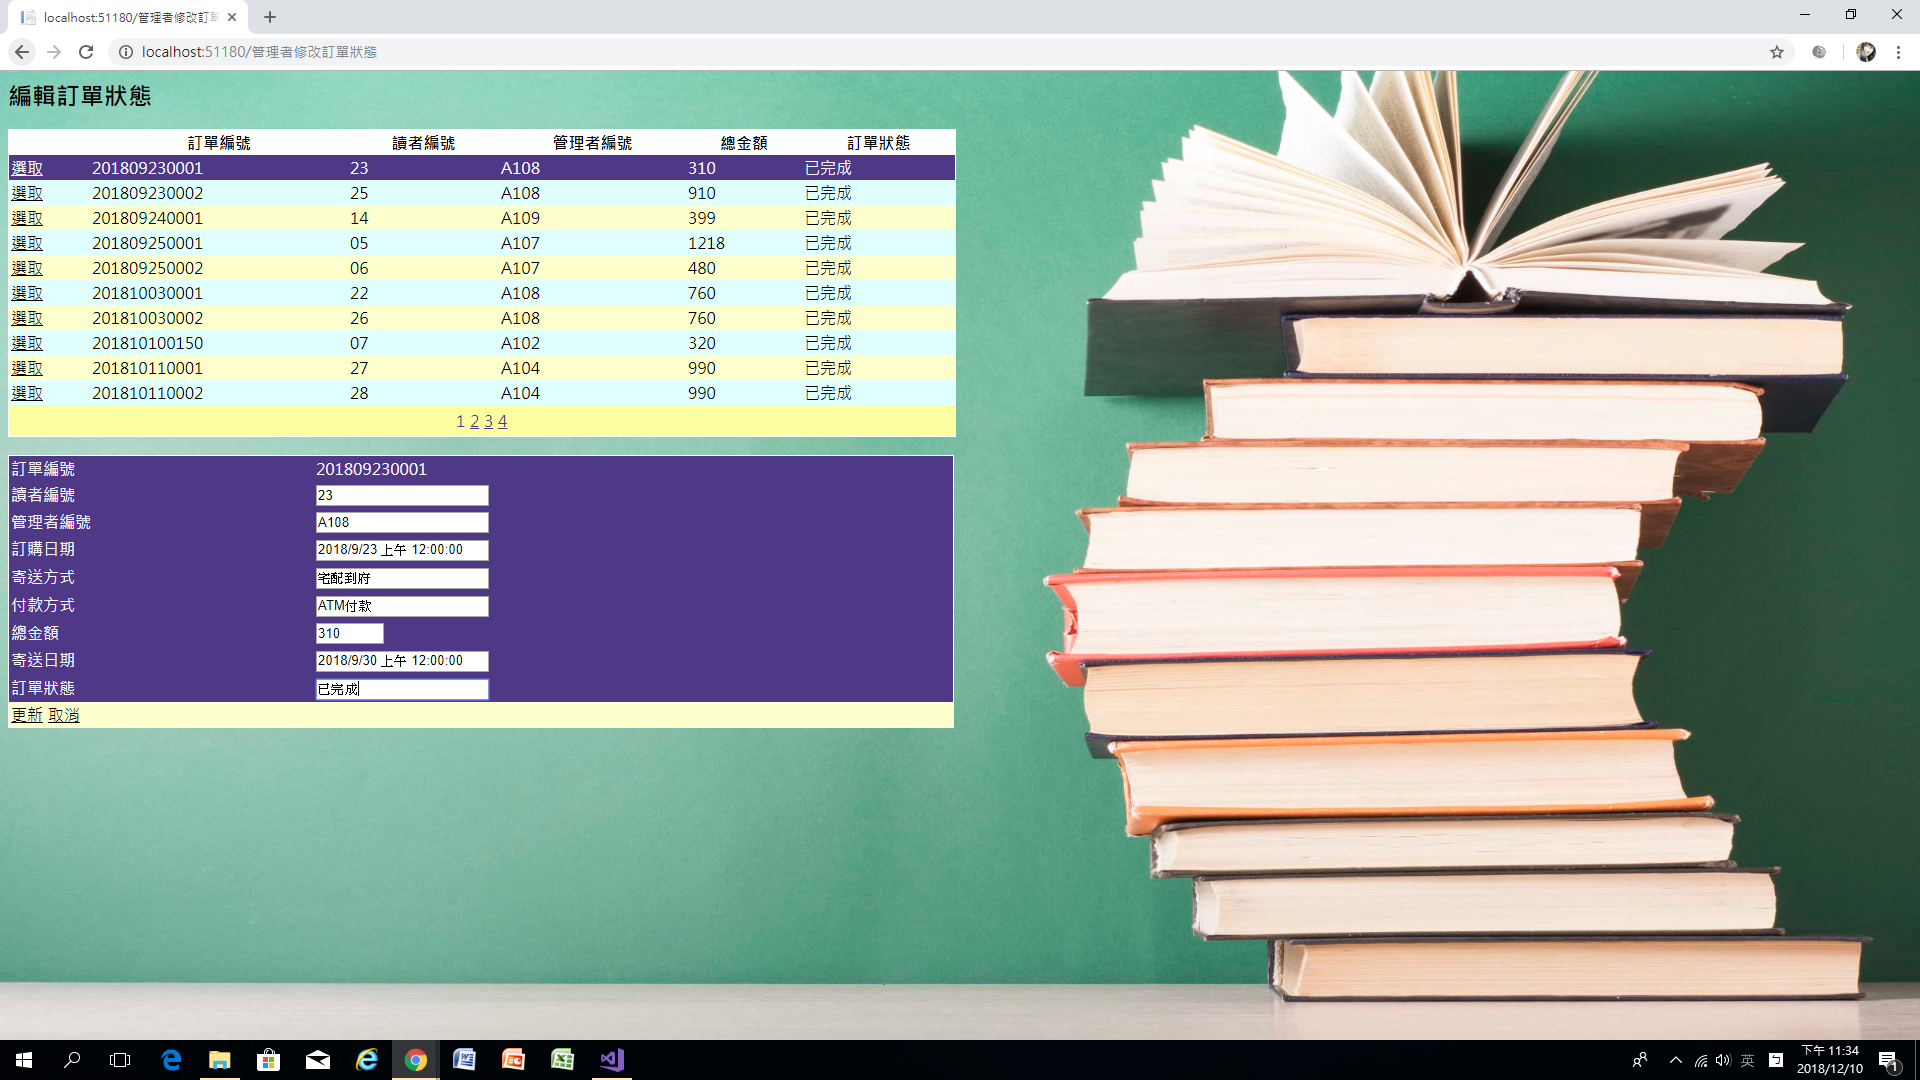 localhost:51180/管理者修改訂單
localhost:51180/管理者修改訂單狀態
編輯訂單狀態
訂單編號 讀者編號 管理者編號 總金額 訂單狀態
選取 201809230001 23 A108 310 已完成
選取 201809230002 25 A108 910 已完成
選取 201809240001 14 A109 399 已完成
選取 201809250001 05 A107 1218 已完成
選取 201809250002 06 A107 480 已完成
選取 201810030001 22 A108 760 已完成
選取 201810030002 26 A108 760 已完成
選取 201810100150 07 A102 320 已完成
選取 201810110001 27 A104 990 已完成
選取 201810110002 28 A104 990 已完成
1 2 3 4
訂單編號 201809230001
讀者編號 23
管理者編號 A108
訂購日期 2018/9/23 上午 12:00:00
寄送方式 宅配到府
付款方式 ATM付款
總金額 310
寄送日期 2018/9/30 上午 12:00:00
訂單狀態 已完成
更新 取消
英
下午 11:34
2018/12/10
1